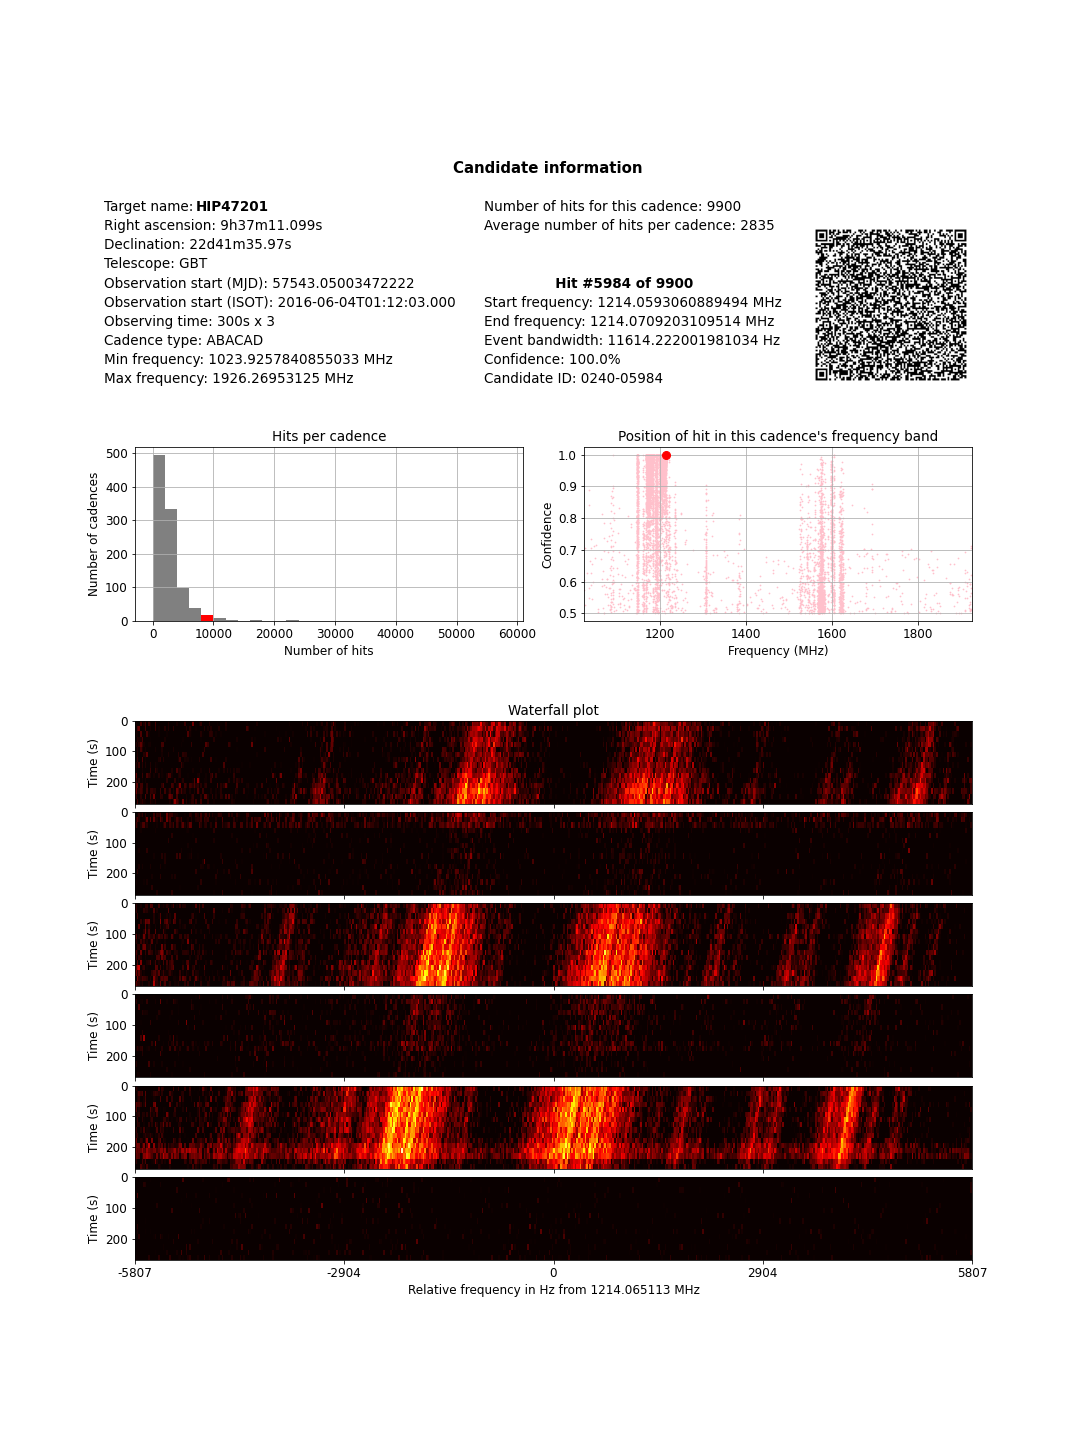 Candidate information
Target name: HIP47201
Right ascension: 9h37m11.099s
Declination: 22d41m35.97s
Telescope: GBT
Observation start (MJD): 57543.05003472222
Observation start (ISOT): 2016-06-04T01:12:03.000
Observing time: 300s x 3
Cadence type: ABACAD
Min frequency: 1023.9257840855033 MHz
Max frequency: 1926.26953125 MHz
Number of hits for this cadence: 9900
Average number of hits per cadence: 2835
Hit #5984 of 9900
Start frequency: 1214.0593060889494 MHz
End frequency: 1214.0709203109514 MHz
Event bandwidth: 11614.222001981034 Hz
Confidence: 100.0%
Candidate ID: 0240-05984
Hits per cadence
Number of cadences
500
400
300
200
100
0
0 10000 20000 30000 40000 50000 60000
Number of hits
Position of hit in this cadence's frequency band
Confidence
1.0
0.9
0.8
0.7
0.6
0.5
1200 1400 1600 1800
Frequency (MHz)
Waterfall plot
Time (s)
0
100
200
Time (s)
0
100
200
Time (s)
0
100
200
Time (s)
0
100
200
Time (s)
0
100
200
Time (s)
0
100
200
-5807 -2904 0 2904 5807
Relative frequency in Hz from 1214.065113 MHz